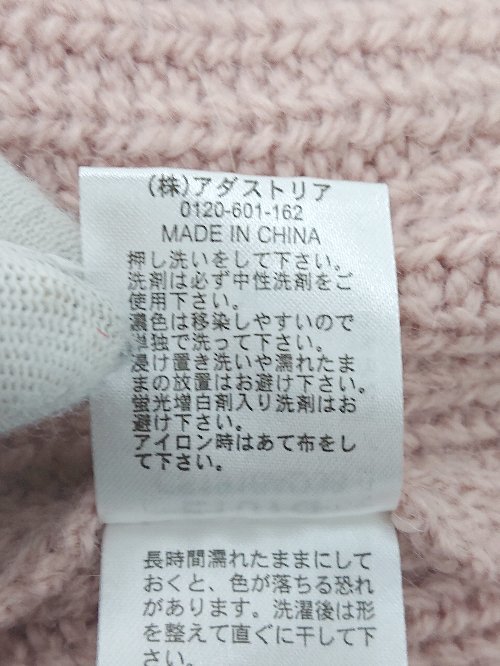 (株)アダストリア
0120-601-162
MADE IN CHINA
押し洗いをして下さい。
洗剤は必ず中性洗剤をご
使用下さい。
濃色は移染しやすいので
単独で洗って下さい。
浸け置き洗いや濡れたま
まの放置はお避け下さい。
蛍光増白剤入り洗剤はお
避け下さい。
アイロン時はあて布をし
て下さい。
長時間濡れたままにして
おくと、色が落ちる恐れ
があります。洗濯後は形
を整えて直ぐに干して下
さい。